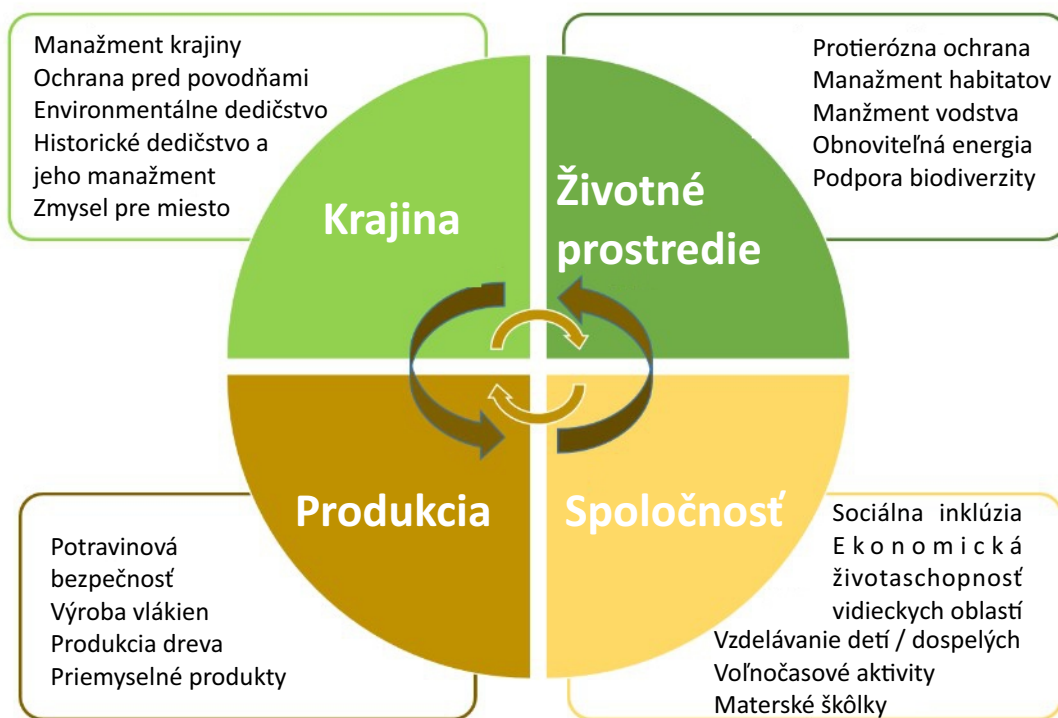 Manažment krajiny
Ochrana pred povodňami
Environmentálne dedičstvo
Historické dedičstvo a
jeho manažment
Zmysel pre miesto
Protierózna ochrana
Manažment habitatov
Manžment vodstva
Obnoviteľná energia
Podpora biodiverzity
Krajina
Životné
prostredie
Produkcia
Spoločnosť
Potravinová
bezpečnosť
Výroba vlákien
Produkcia dreva
Priemyselné produkty
Sociálna inklúzia
Ekonomická
životaschopnosť
vidieckych oblastí
Vzdelávanie detí / dospelých
Voľnočasové aktivity
Materské škôlky